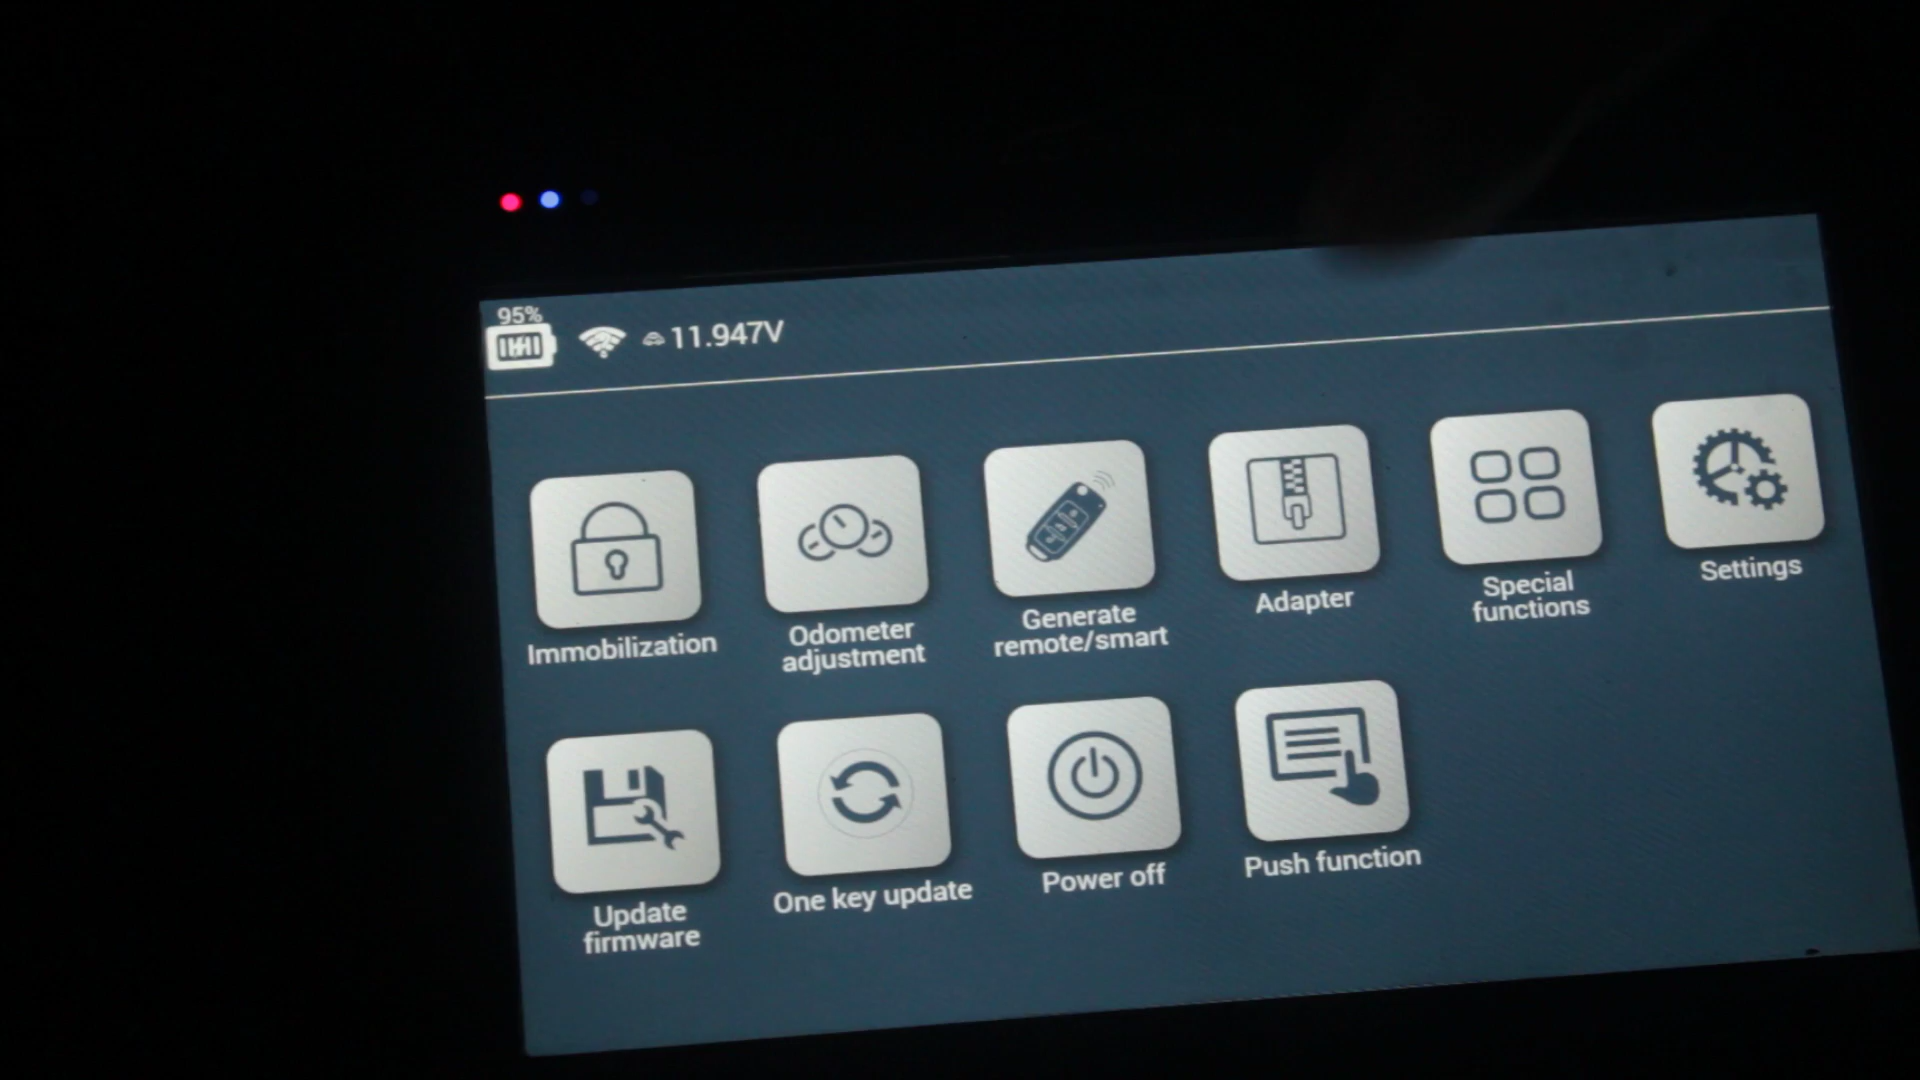 95%
11.947V
Immobilization
Odometer
adjustment
Generate
remote/smart
Adapter
Special
functions
Settings
Update
firmware
One key update
Power off
Push function